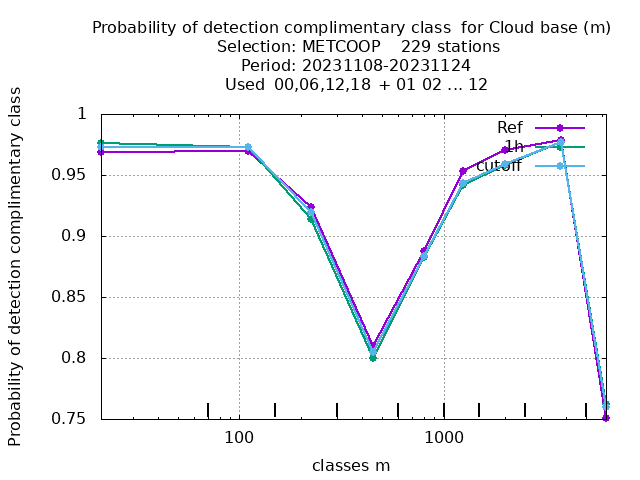 Probability of detection complimentary class  for Cloud base (m)
Selection: METCOOP    229 stations
Period: 20231108-20231124
Used  00,06,12,18 + 01 02 ... 12
Probability of detection complimentary class
1
0.95
0.9
0.85
0.8
0.75
Ref
1h
cutoff
100
1000
classes m